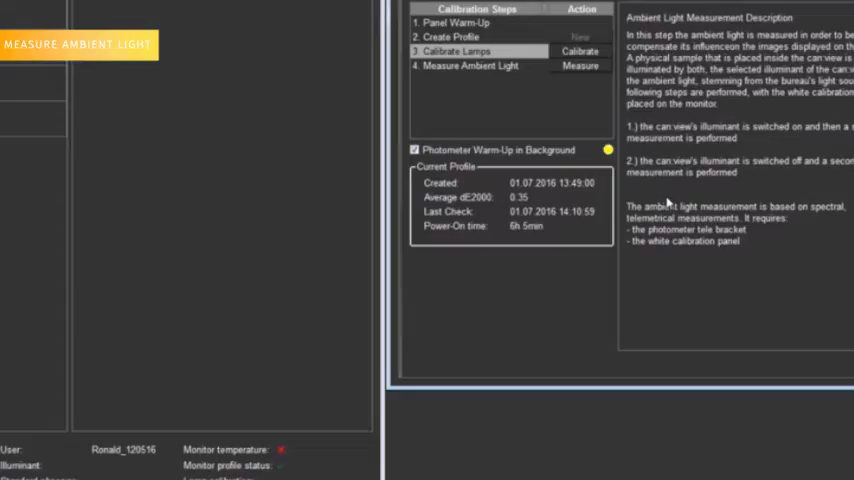 MEASURE AMBIENT LIGHT
Calibration Steps Action
1. Panel Warm-Up
2. Create Profile New
3 Calibrate Lamps Calibrate
4. Measure Ambient Light Measure
Photometer Warm-Up in Background
Current Profile
Created: 01.07.2016 13:49:00
Average dE2000: 0.35
Last Check: 01.07.2016 14:10:59
Power-On time: 6h 5min
Ambient Light Measurement Description
In this step the ambient light is measured in order to be
compensate its influenceon the images displayed on the
A physical sample that is placed inside the can:view is
illuminated by both, the selected illuminant of the can:v
the ambient light, stemming from the bureau's light sou
following steps are performed, with the white calibration
placed on the monitor.
1.) the can:view's illuminant is switched on and then a
measurement is performed
2.) the can:view's illuminant is switched off and a secon
measurement is performed
The ambient light measurement is based on spectral,
telemetrical measurements. It requires:
- the photometer tele bracket
- the white calibration panel
User: Ronald_120516 Monitor temperature:
Illuminant: Monitor profile status: